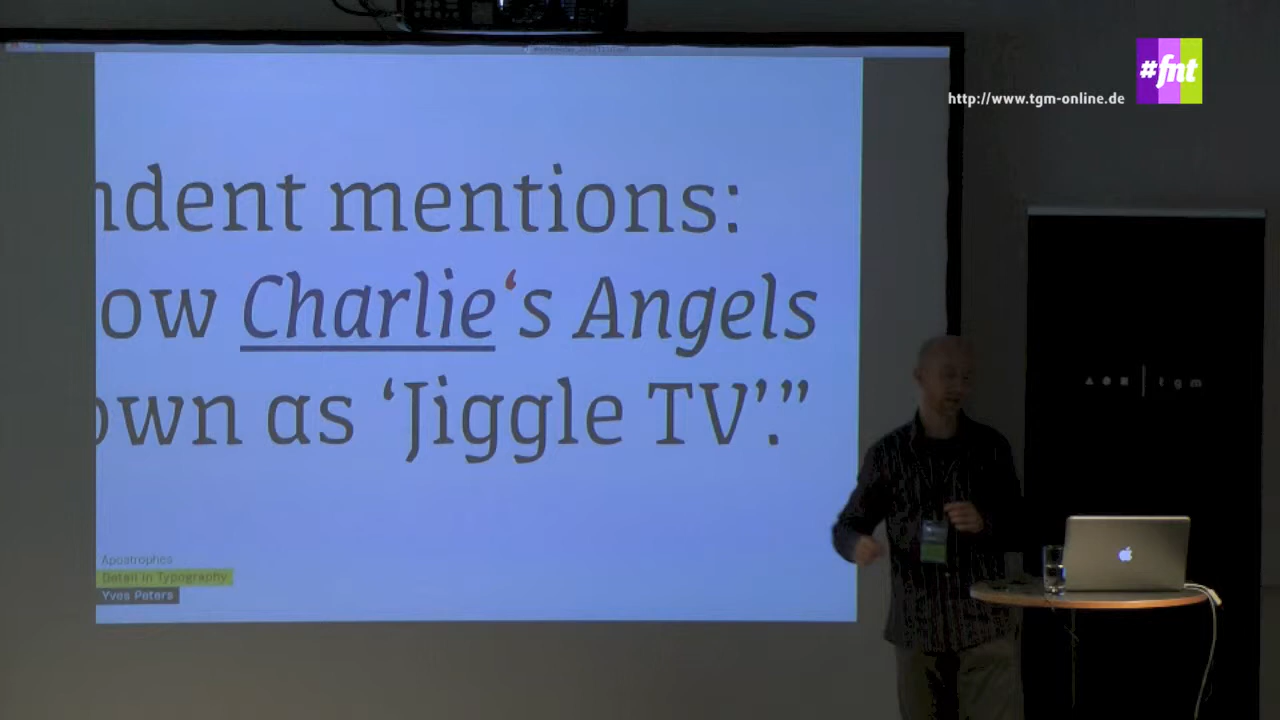 #fnt
http://www.tgm-online.de
ndent mentions:
ow Charlie‘s Angels
own as ‘Jiggle TV’.”
tgm
Apostrophes
Detail in Typography
Yves Peters